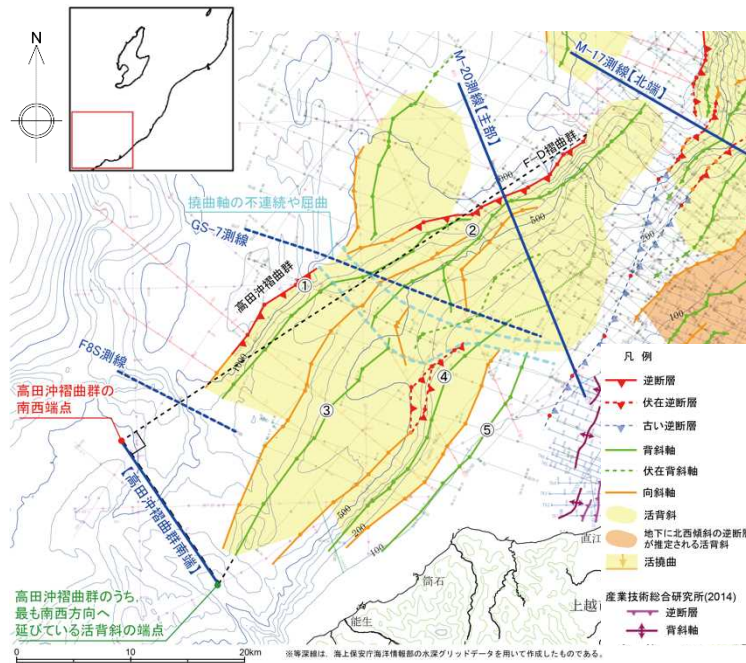 N
M-17測線【北端】
M-20測線【主部】
F-D褶曲群
撓曲軸の不連続や屈曲
GS-7測線
高田沖褶曲群
F8S測線
①
②
③
④
⑤
1000
500
200
100
500
200
100
高田沖褶曲群の
南西端点
【高田沖褶曲群南端】
高田沖褶曲群のうち、
最も南西方向へ
延びている活背斜の端点
筒石
能生
直江
上越
凡 例
逆断層
伏在逆断層
古い逆断層
背斜軸
伏在背斜軸
向斜軸
活背斜
地下に北西傾斜の逆断層
が推定される活背斜
活撓曲
産業技術総合研究所(2014)
逆断層
背斜軸
0
10
20km
※等深線は、海上保安庁海洋情報部の水深グリッドデータを用いて作成したものである。